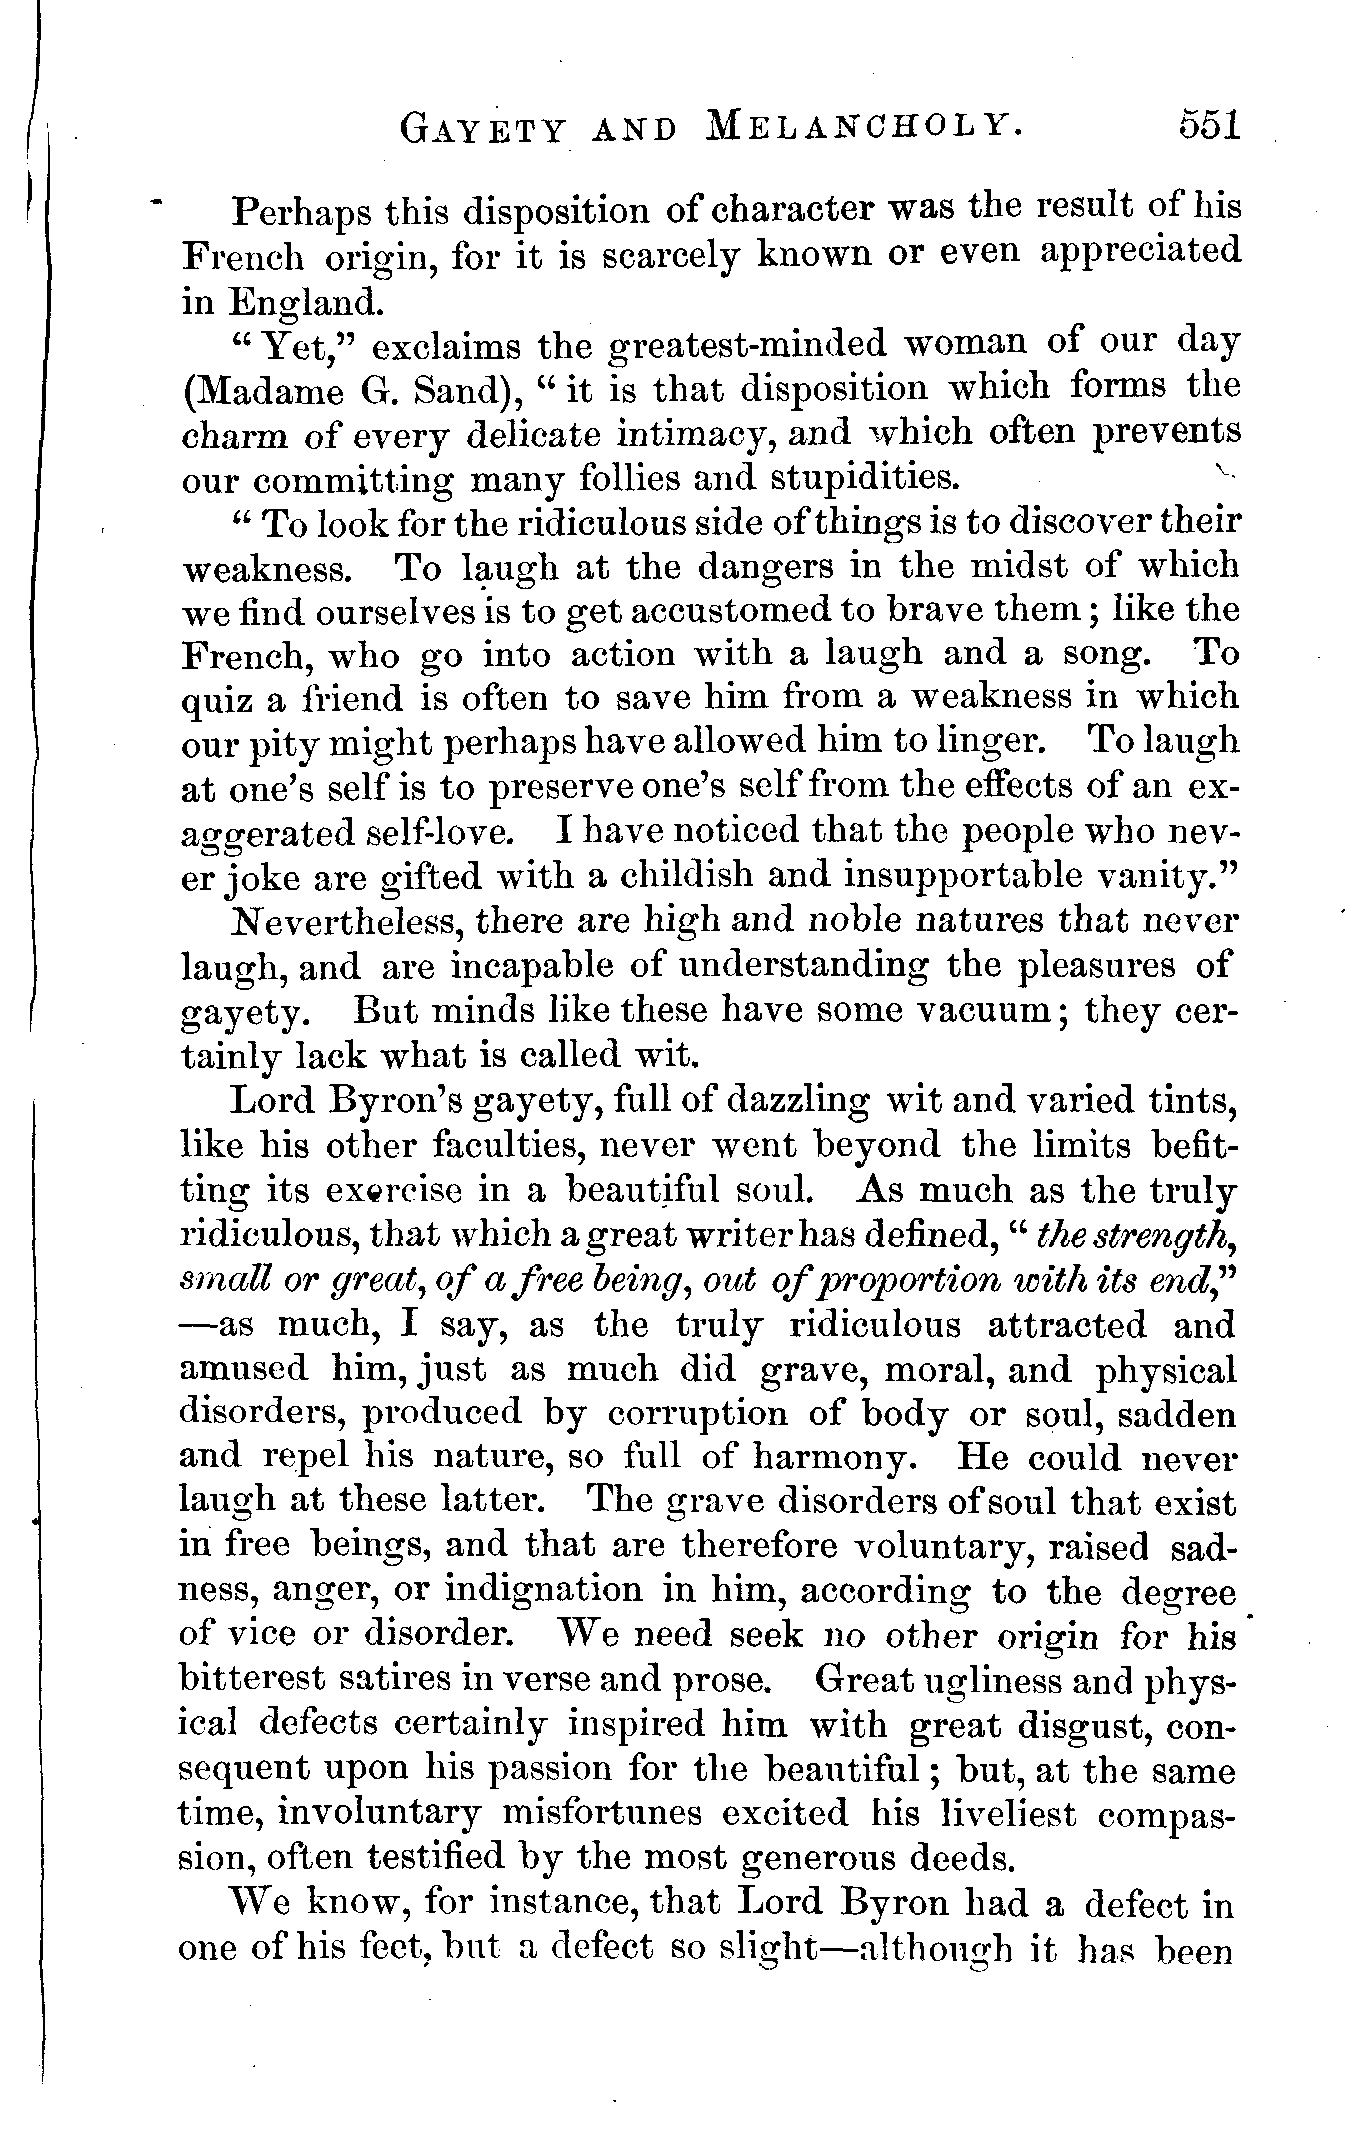 GAYETY AND MELANCHOLY. 551
Perhaps this disposition of character was the result of his
French origin, for it is scarcely known or even appreciated
in England.
“Yet,” exclaims the greatest-minded woman of our day
(Madame G. Sand), “it is that disposition which forms the
charm of every delicate intimacy, and which often prevents
our committing many follies and stupidities.
“To look for the ridiculous side of things is to discover their
weakness. To laugh at the dangers in the midst of which
we find ourselves is to get accustomed to brave them; like the
French, who go into action with a laugh and a song. To
quiz a friend is often to save him from a weakness in which
our pity might perhaps have allowed him to linger. To laugh
at one’s self is to preserve one’s self from the effects of an ex-
aggerated self-love. I have noticed that the people who nev-
er joke are gifted with a childish and insupportable vanity.”
Nevertheless, there are high and noble natures that never
laugh, and are incapable of understanding the pleasures of
gayety. But minds like these have some vacuum; they cer-
tainly lack what is called wit.
Lord Byron’s gayety, full of dazzling wit and varied tints,
like his other faculties, never went beyond the limits befit-
ting its exercise in a beautiful soul. As much as the truly
ridiculous, that which a great writer has defined, “the strength,
small or great, of a free being, out of proportion with its end,”
—as much, I say, as the truly ridiculous attracted and
amused him, just as much did grave, moral, and physical
disorders, produced by corruption of body or soul, sadden
and repel his nature, so full of harmony. He could never
laugh at these latter. The grave disorders of soul that exist
in free beings, and that are therefore voluntary, raised sad-
ness, anger, or indignation in him, according to the degree
of vice or disorder. We need seek no other origin for his
bitterest satires in verse and prose. Great ugliness and phys-
ical defects certainly inspired him with great disgust, con-
sequent upon his passion for the beautiful; but, at the same
time, involuntary misfortunes excited his liveliest compas-
sion, often testified by the most generous deeds.
We know, for instance, that Lord Byron had a defect in
one of his feet, but a defect so slight—although it has been